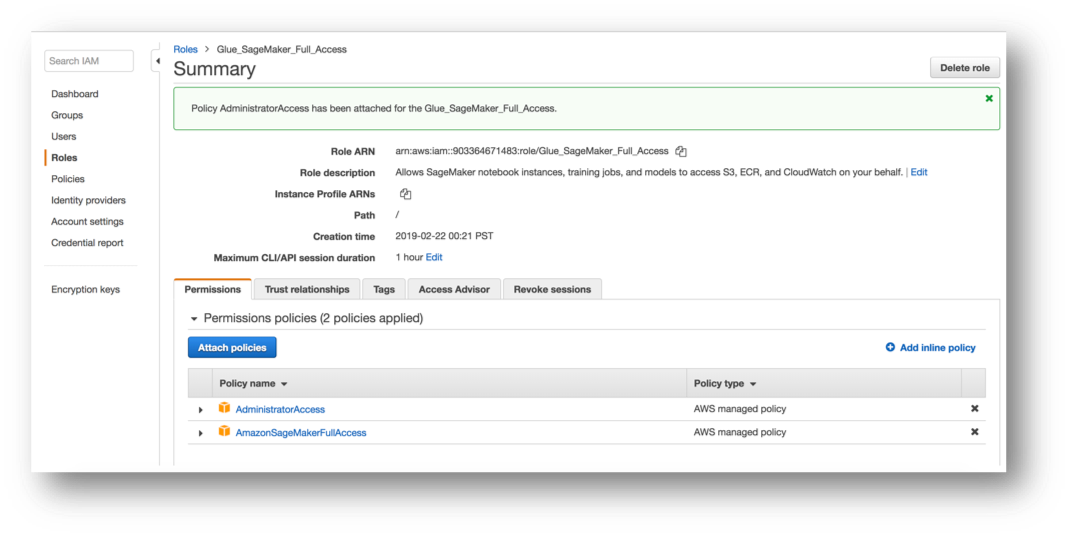 Search IAM
Dashboard
Groups
Users
Roles
Policies
Identity providers
Account settings
Credential report
Encryption keys
Roles > Glue_SageMaker_Full_Access
Summary
Delete role
Policy AdministratorAccess has been attached for the Glue_SageMaker_Full_Access.
Role ARN arn:aws:iam::903364671483:role/Glue_SageMaker_Full_Access
Role description Allows SageMaker notebook instances, training jobs, and models to access S3, ECR, and CloudWatch on your behalf. | Edit
Instance Profile ARNs
Path /
Creation time 2019-02-22 00:21 PST
Maximum CLI/API session duration 1 hour Edit
Permissions Trust relationships Tags Access Advisor Revoke sessions
Permissions policies (2 policies applied)
Attach policies Add inline policy
Policy name Policy type
AdministratorAccess AWS managed policy
AmazonSageMakerFullAccess AWS managed policy